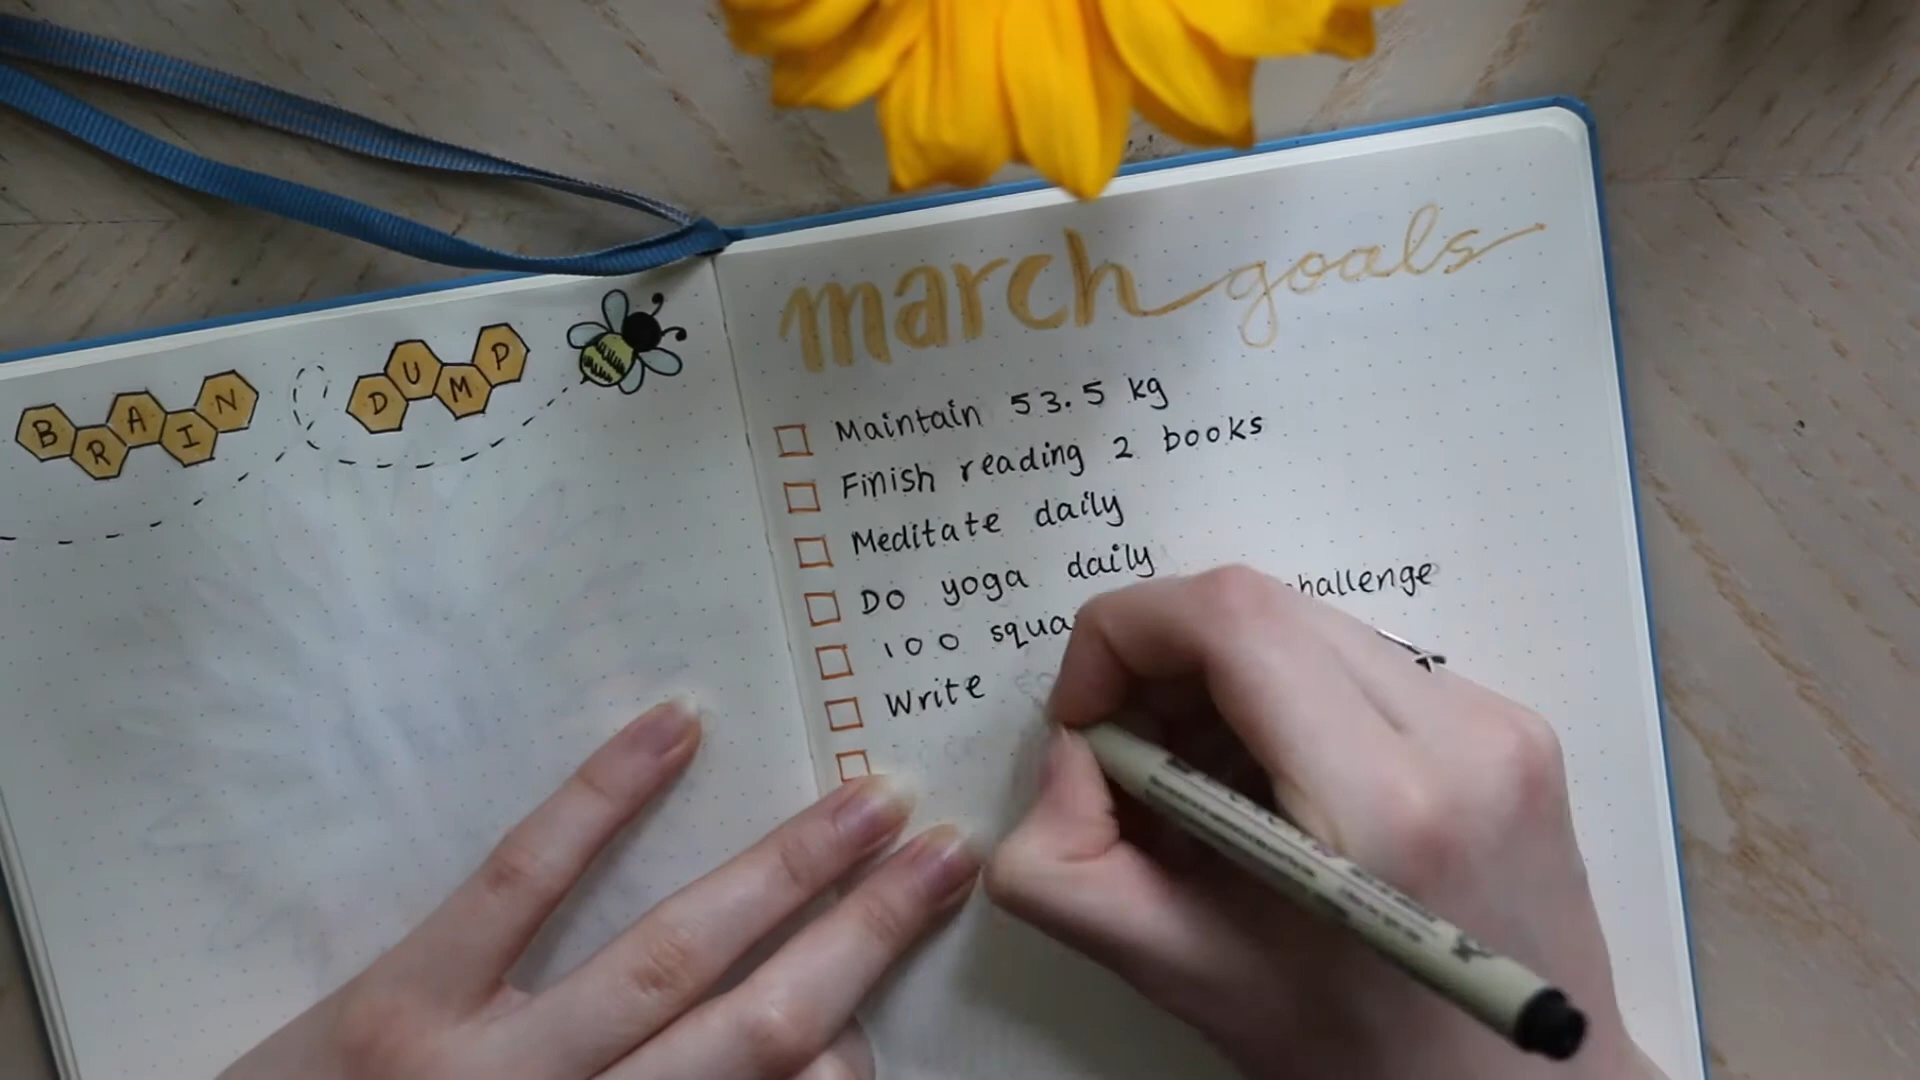 BRAIN DUMP
march goals
Maintain 53.5 kg
Finish reading 2 books
Meditate daily
Do yoga daily
100 challenge
Write